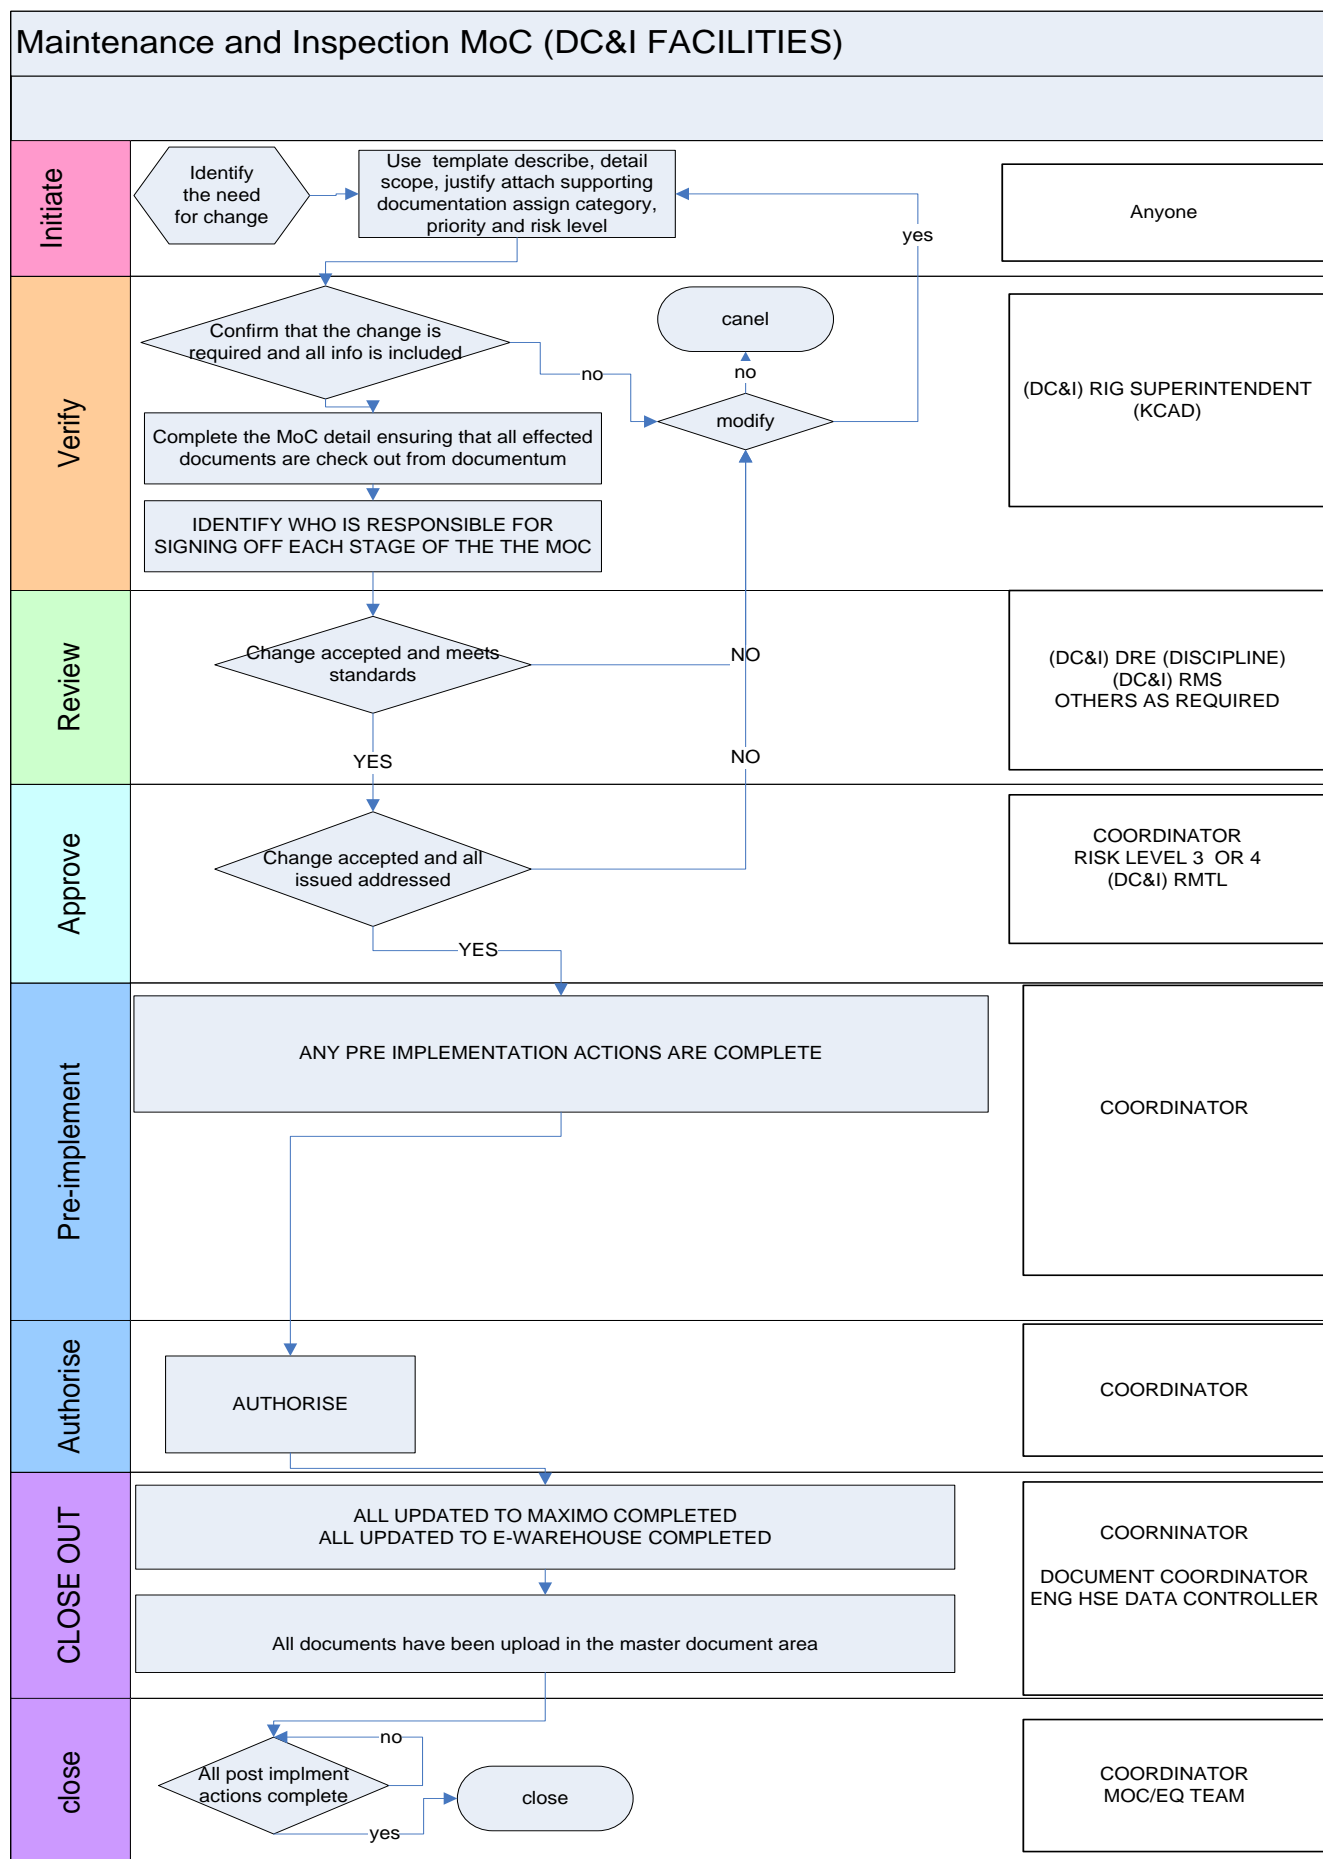 Maintenance and Inspection MoC (DC&I FACILITIES)
Initiate
Identify
the need
for change
Use template describe, detail
scope, justify attach supporting
documentation assign category,
priority and risk level
yes
Anyone
Verify
Confirm that the change is
required and all info is included
no
canel
no
modify
Complete the MoC detail ensuring that all effected
documents are check out from documentum
IDENTIFY WHO IS RESPONSIBLE FOR
SIGNING OFF EACH STAGE OF THE THE MOC
(DC&I) RIG SUPERINTENDENT
(KCAD)
Review
Change accepted and meets
standards
NO
YES
NO
(DC&I) DRE (DISCIPLINE)
(DC&I) RMS
OTHERS AS REQUIRED
Approve
Change accepted and all
issued addressed
YES
COORDINATOR
RISK LEVEL 3 OR 4
(DC&I) RMTL
Pre-implement
ANY PRE IMPLEMENTATION ACTIONS ARE COMPLETE
COORDINATOR
Authorise
AUTHORISE
COORDINATOR
CLOSE OUT
ALL UPDATED TO MAXIMO COMPLETED
ALL UPDATED TO E-WAREHOUSE COMPLETED
All documents have been upload in the master document area
COORNINATOR
DOCUMENT COORDINATOR
ENG HSE DATA CONTROLLER
close
All post implment
actions complete
no
yes
close
COORDINATOR
MOC/EQ TEAM